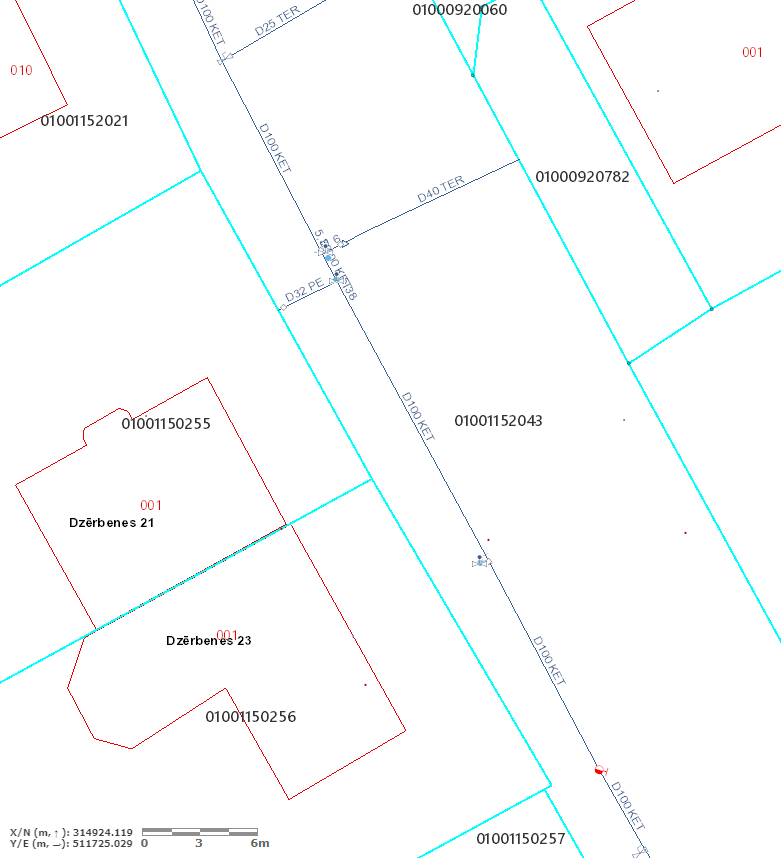 D100 KET
D25 TER
01000920060
001
010
01001152021
D100 KET
D40 TER
01000920782
D32 PE
D100 KET
01001152043
01001150255
001
Dzērbenes 21
001
Dzērbenes 23
D100 KET
01001150256
D100 KET
X/N (m, ↑ ): 314924.119
Y/E (m, →): 511725.029
0 3 6m
01001150257